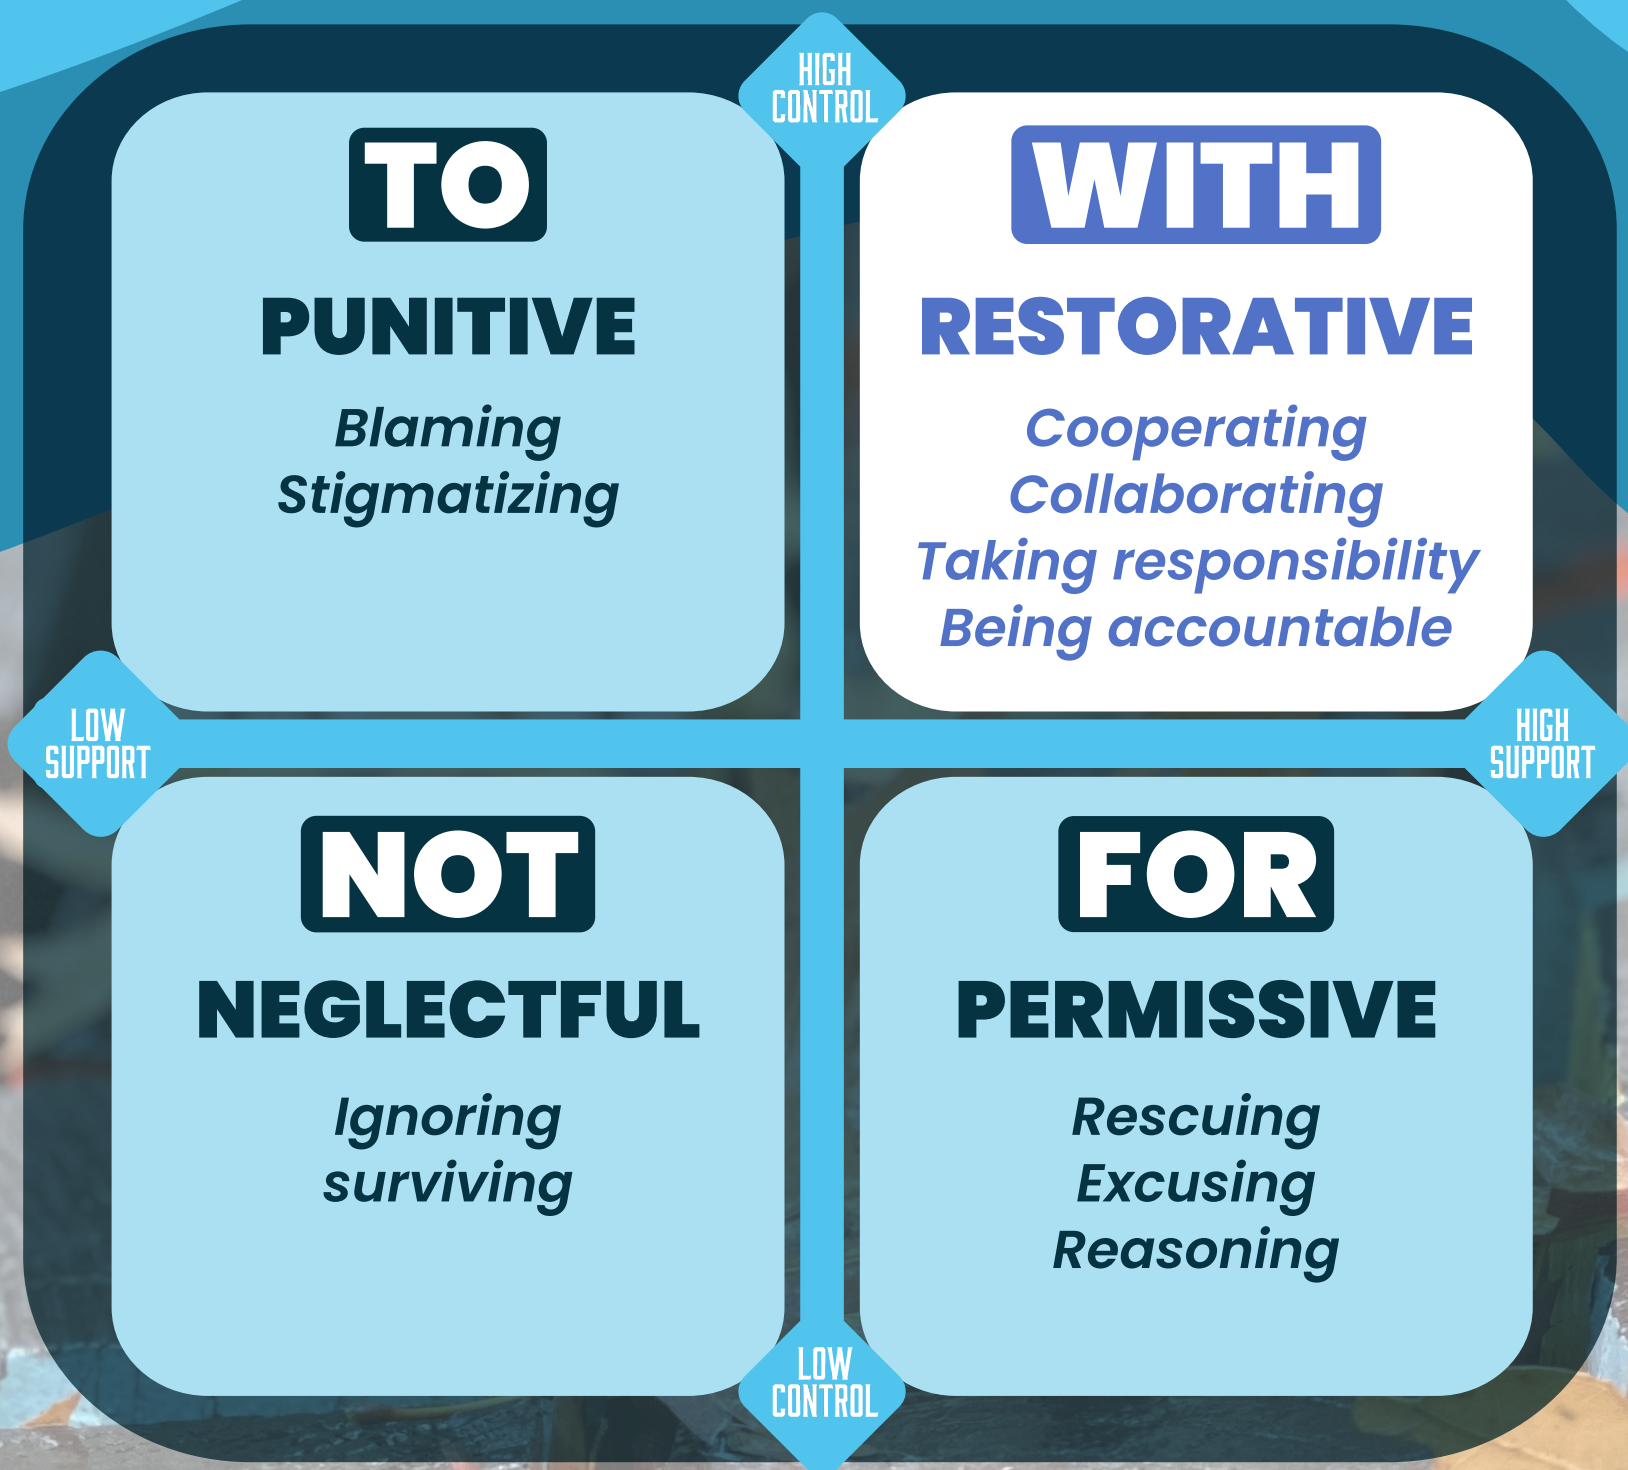 HIGH
CONTROL
TO
PUNITIVE
Blaming
Stigmatizing
WITH
RESTORATIVE
Cooperating
Collaborating
Taking responsibility
Being accountable
LOW
SUPPORT
HIGH
SUPPORT
NOT
NEGLECTFUL
Ignoring
surviving
FOR
PERMISSIVE
Rescuing
Excusing
Reasoning
LOW
CONTROL